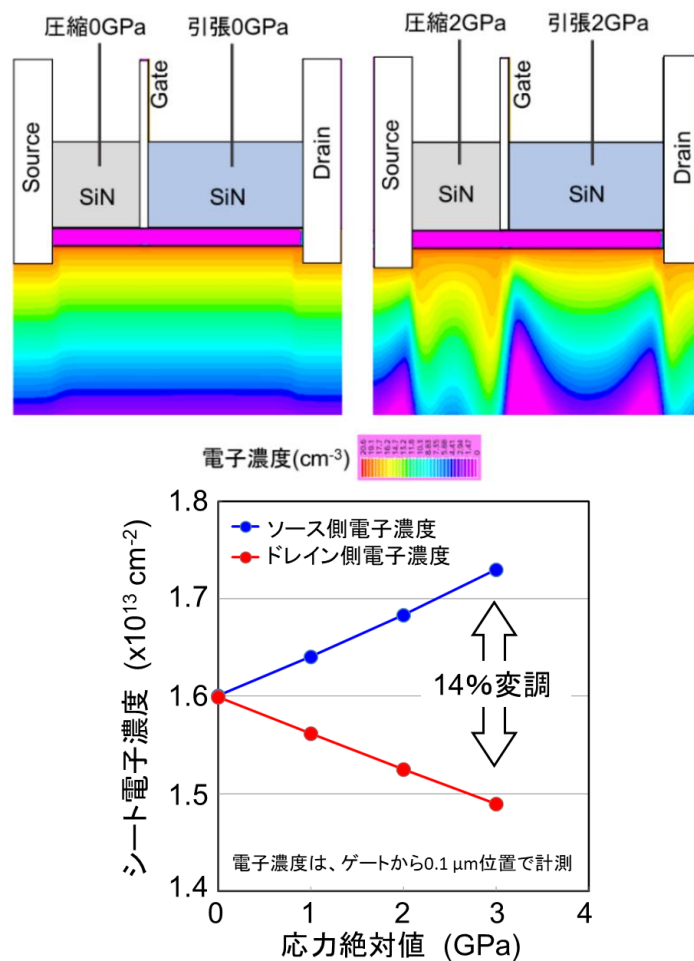 圧縮0GPa
引張0GPa
圧縮2GPa
引張2GPa
Source
Gate
Drain
SiN
SiN
Source
Gate
Drain
SiN
SiN
電子濃度(cm-3)
1.8
1.7
1.6
1.5
1.4
シート電子濃度 (x10¹³ cm⁻²)
ソース側電子濃度
ドレイン側電子濃度
14%変調
電子濃度は、ゲートから0.1 μm位置で計測
0 1 2 3 4
応力絶対値 (GPa)